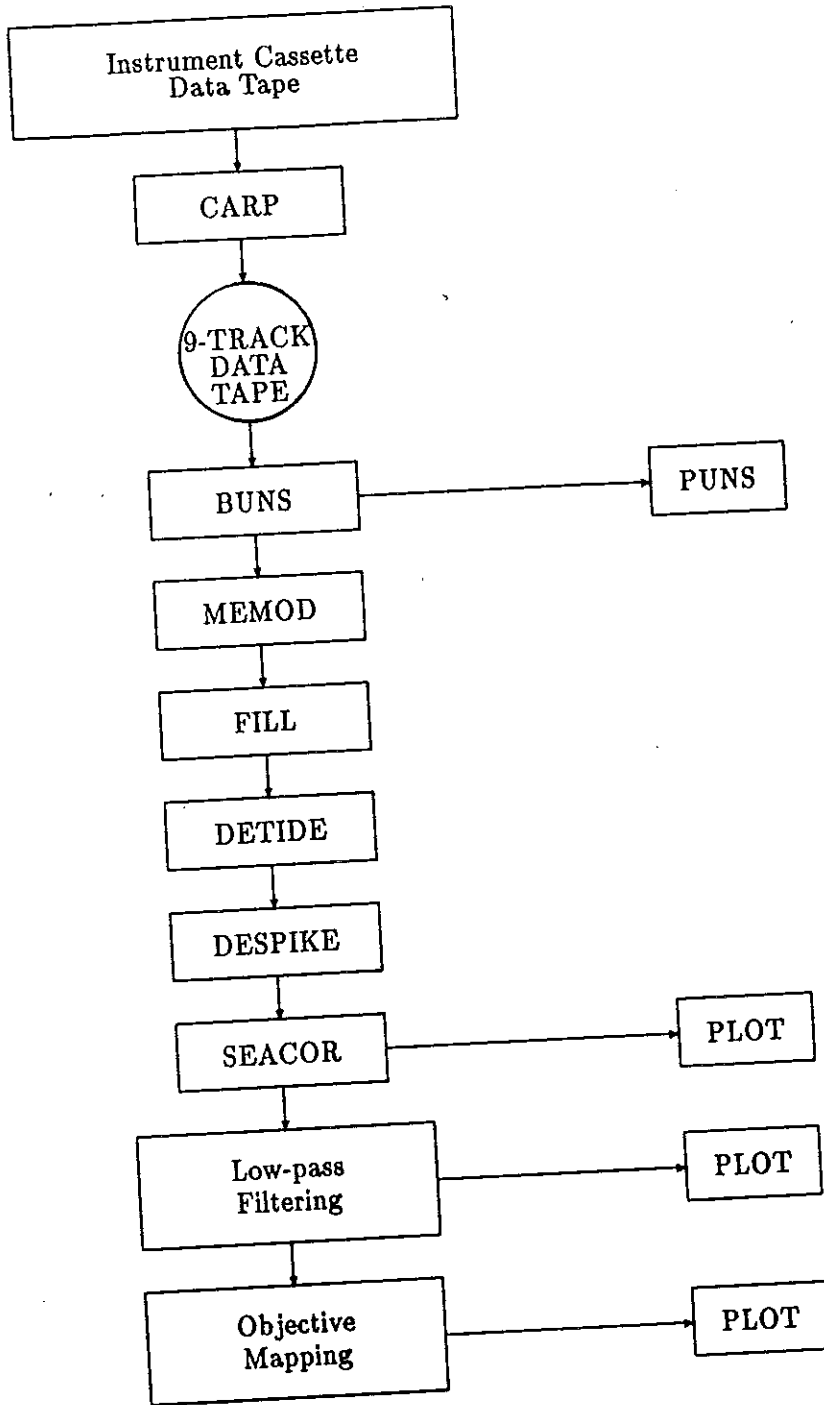 Instrument Cassette
Data Tape
CARP
9-TRACK
DATA
TAPE
BUNS
PUNS
MEMOD
FILL
DETIDE
DESPIKE
SEACOR
PLOT
Low-pass
Filtering
PLOT
Objective
Mapping
PLOT